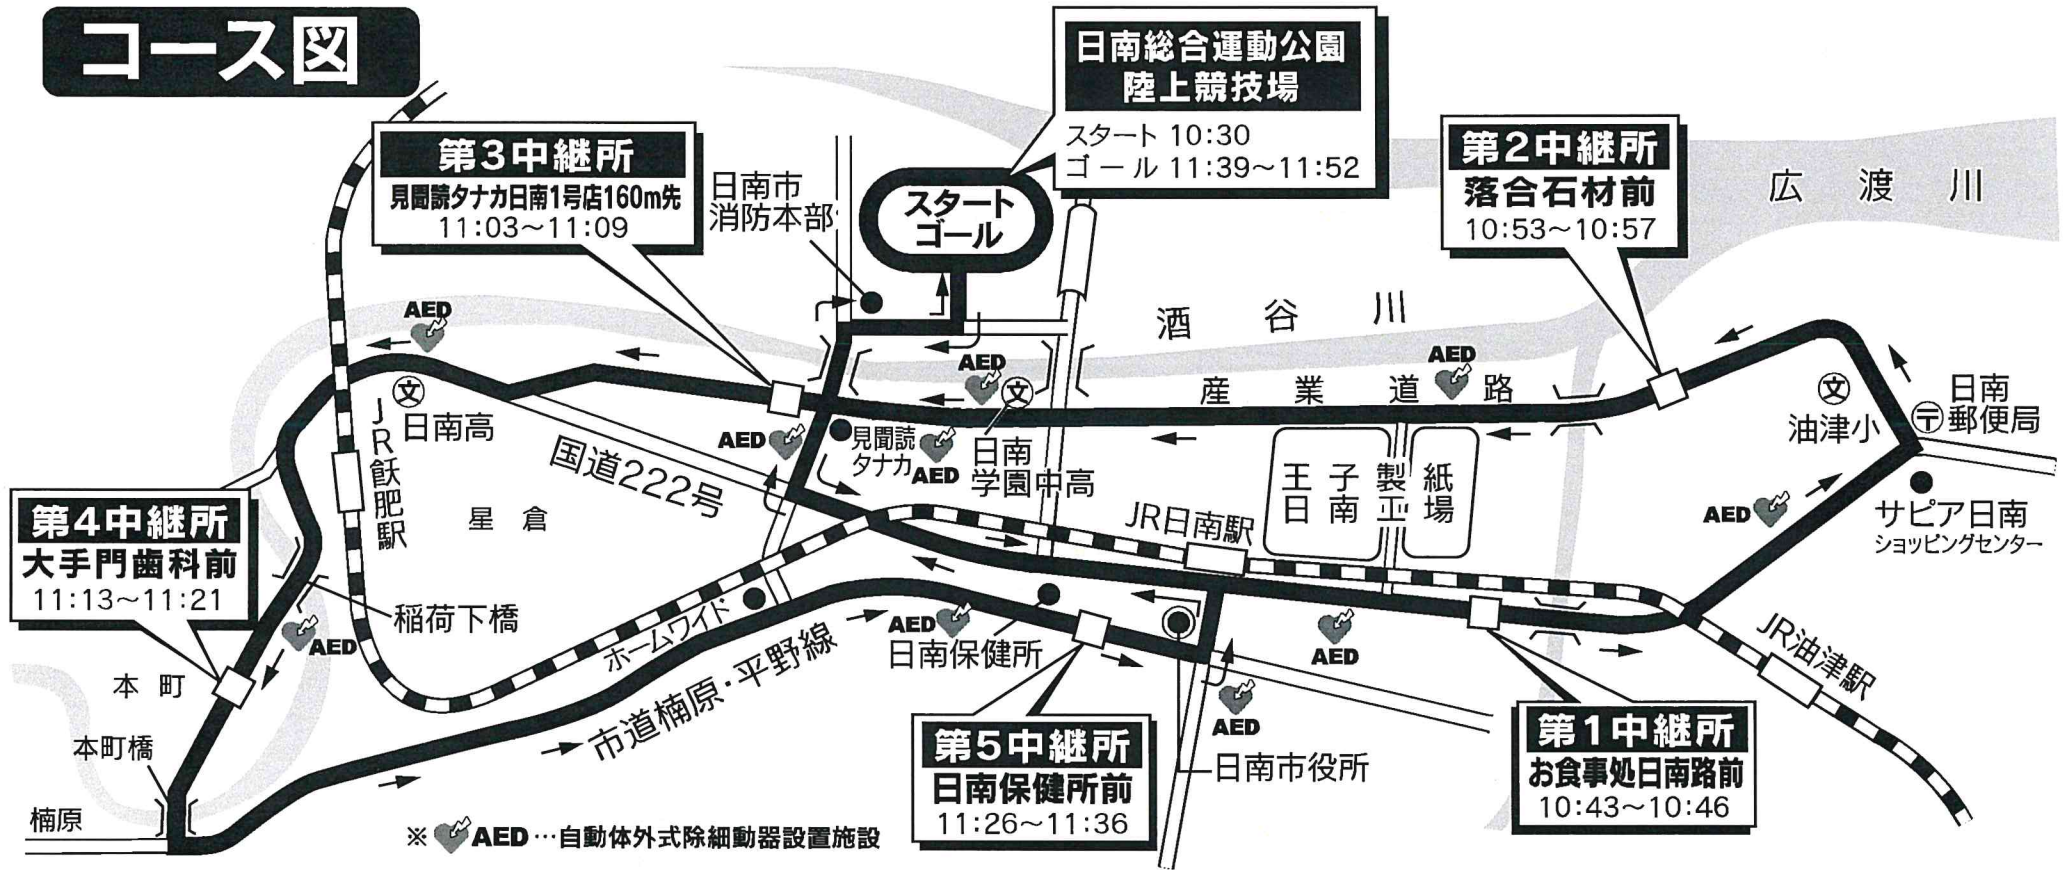 コース図
日南総合運動公園
陸上競技場
スタート 10:30
ゴール 11:39〜11:52
第3中継所
見聞読タナカ日南1号店160m先
11:03〜11:09
日南市
消防本部
スタート
ゴール
第2中継所
落合石材前
10:53〜10:57
広渡川
酒谷川
AED
AED
AED
産業道路
文
日南高
文
日南
学園中高
文
油津小
日南
〒郵便局
JR飫肥駅
国道222号
AED
見聞読
タナカ
AED
王子製紙
日南工場
JR日南駅
AED
サピア日南
ショッピングセンター
星倉
第4中継所
大手門歯科前
11:13〜11:21
稲荷下橋
AED
ホームワイド
AED
日南保健所
AED
JR油津駅
本町
市道楠原・平野線
AED
本町橋
楠原
第5中継所
日南保健所前
11:26〜11:36
日南市役所
第1中継所
お食事処日南路前
10:43〜10:46
※ AED…自動体外式除細動器設置施設